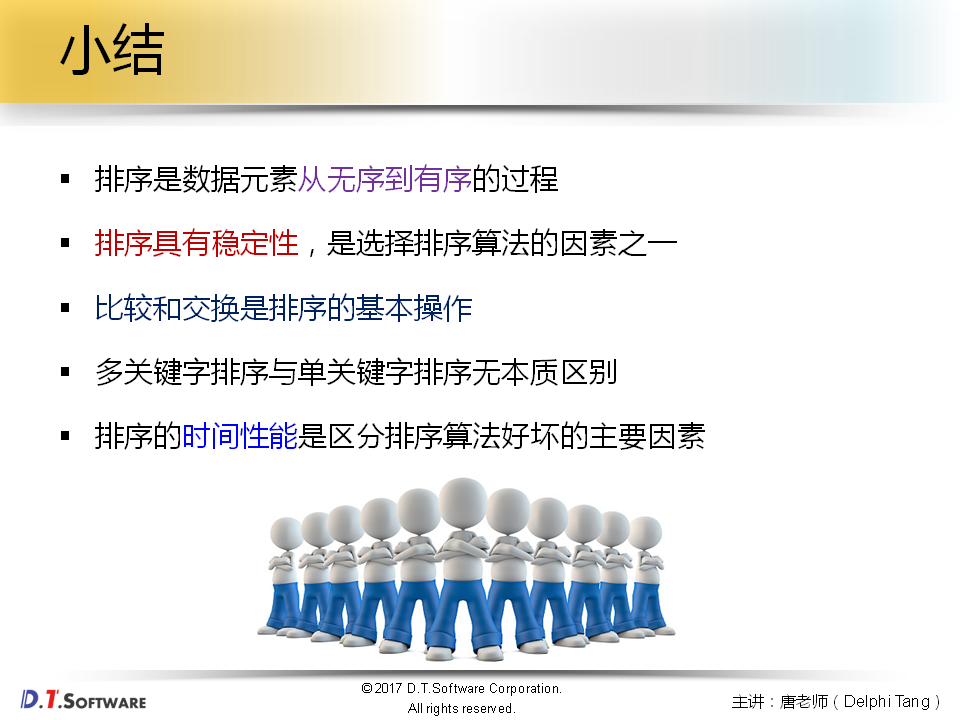 小结
▪ 排序是数据元素从无序到有序的过程
▪ 排序具有稳定性，是选择排序算法的因素之一
▪ 比较和交换是排序的基本操作
▪ 多关键字排序与单关键字排序无本质区别
▪ 排序的时间性能是区分排序算法好坏的主要因素
D.T.SOFTWARE
©2017 D.T.Software Corporation.
All rights reserved.
主讲：唐老师（Delphi Tang）